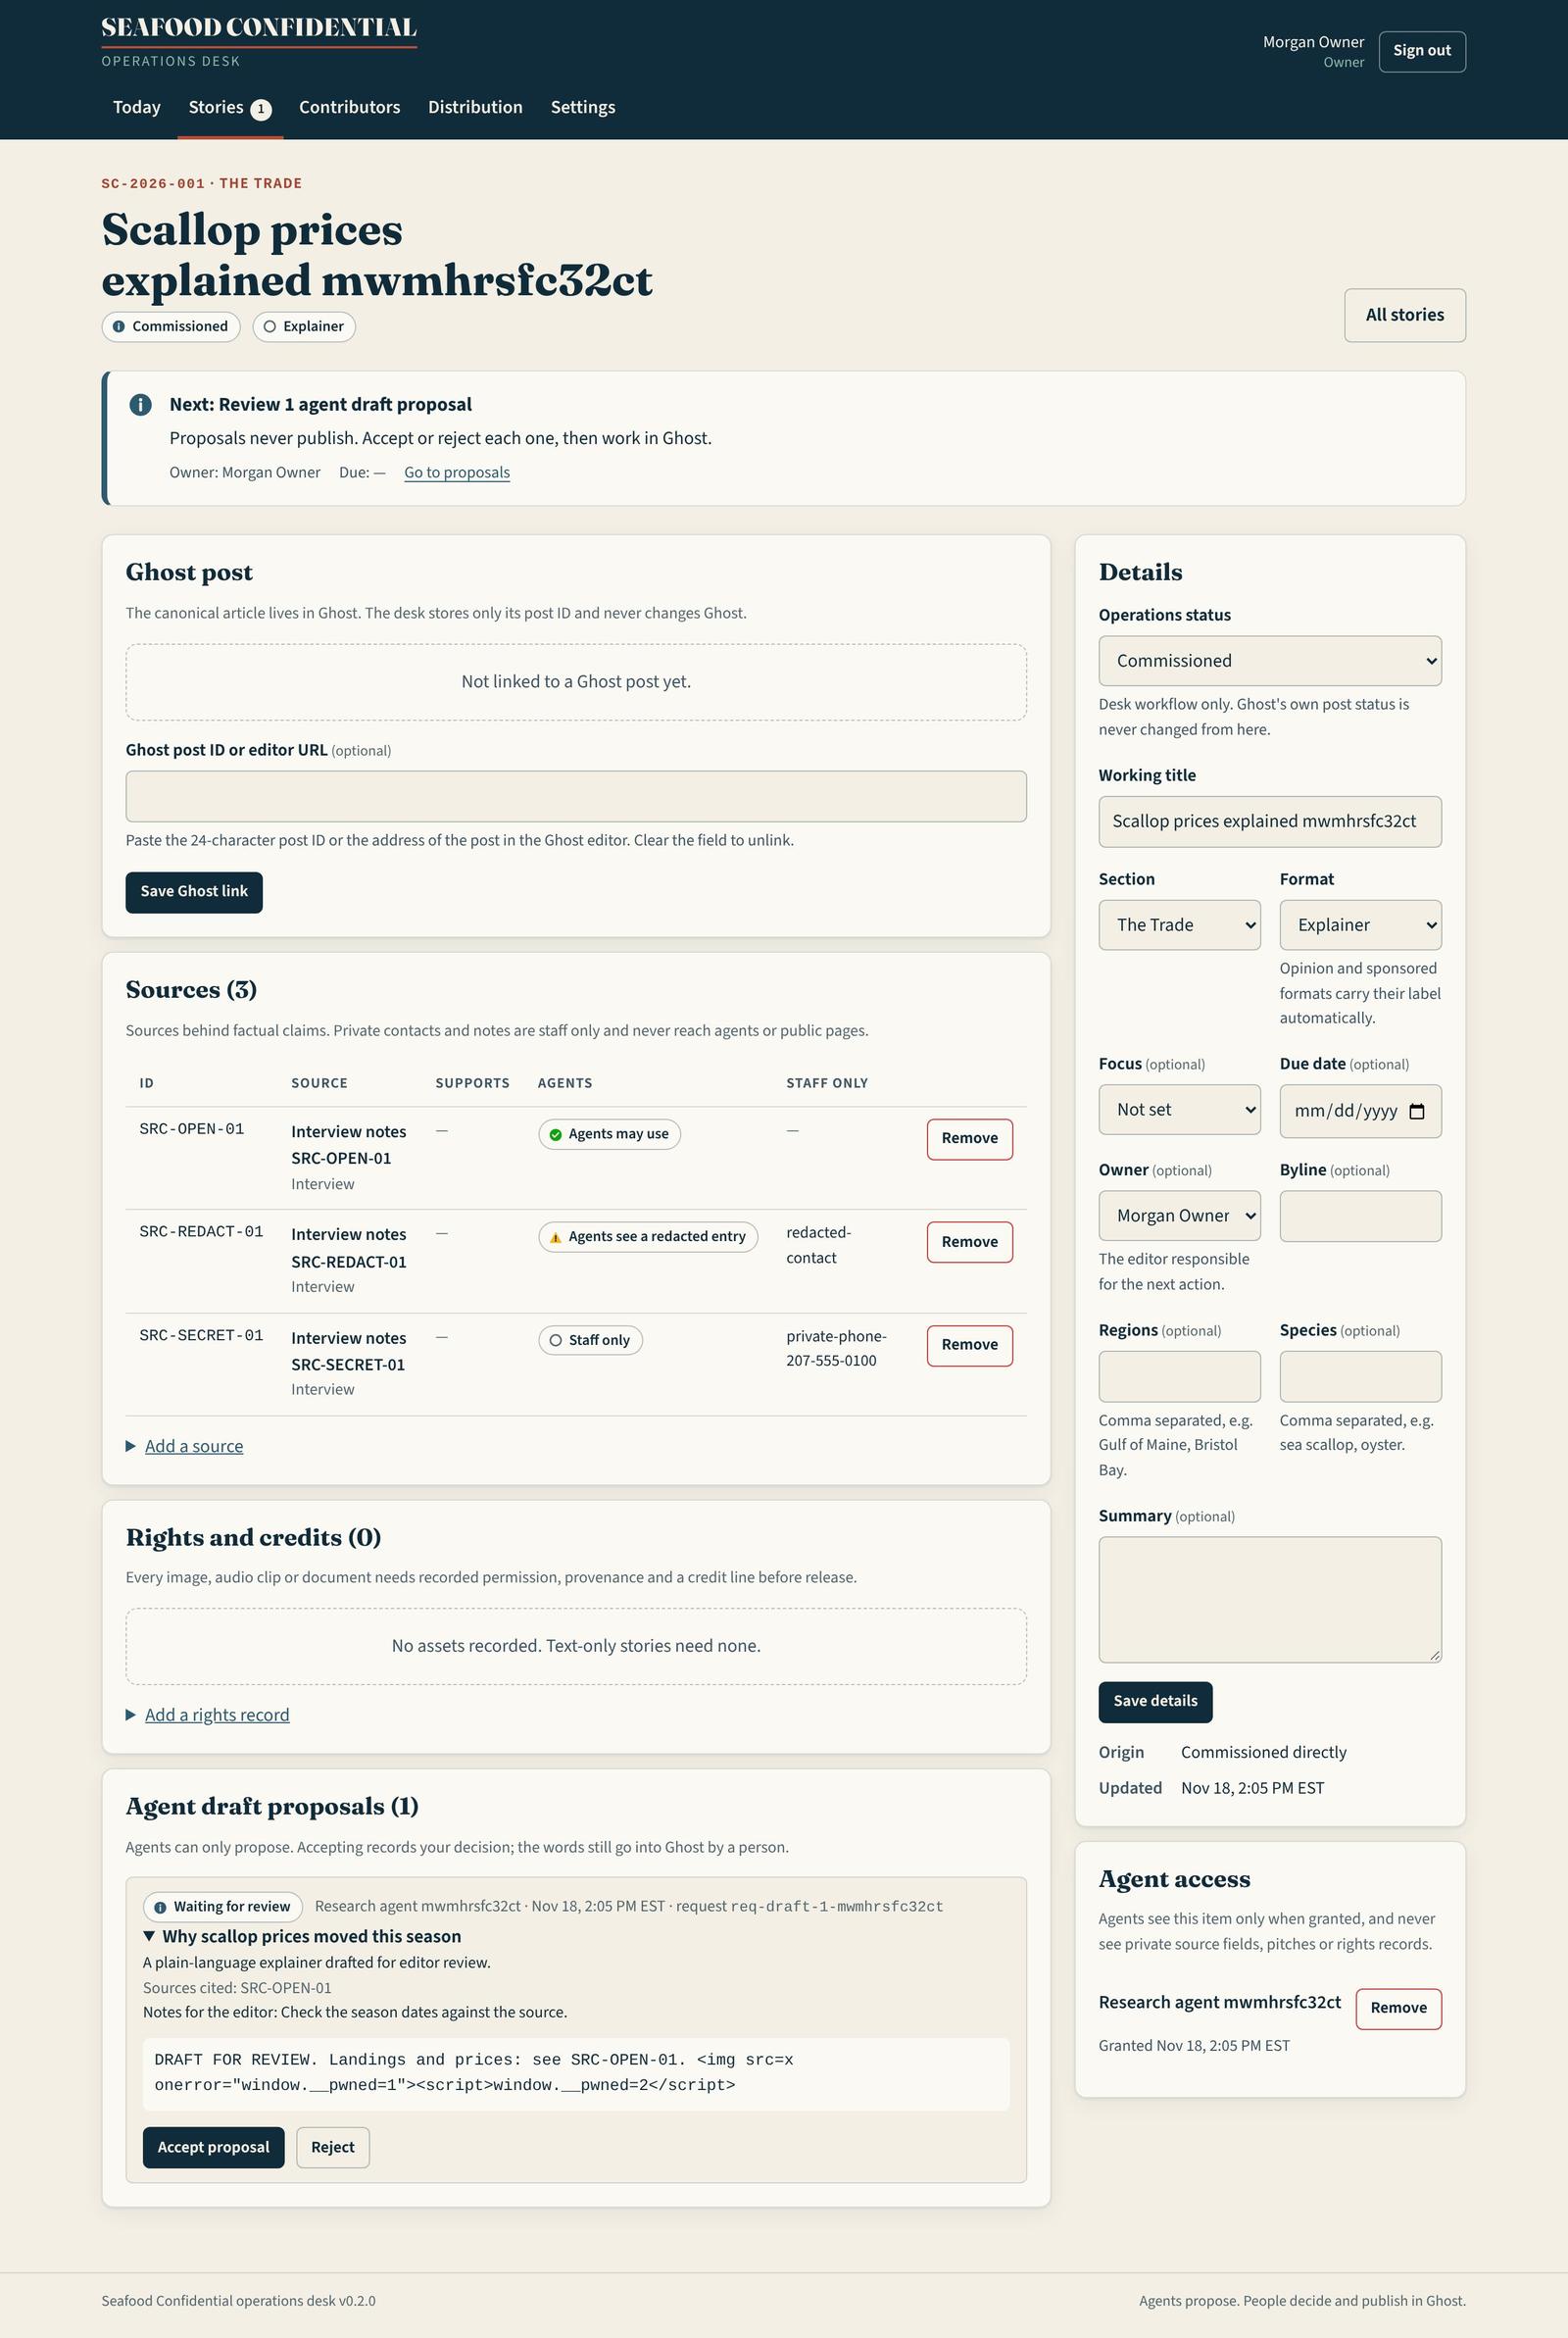 SEAFOOD CONFIDENTIAL
OPERATIONS DESK
Morgan Owner
Owner
Sign out
Today
Stories 1
Contributors
Distribution
Settings
SC-2026-001 · THE TRADE
Scallop prices
explained mwmhrsfc32ct
Commissioned
Explainer
All stories
Next: Review 1 agent draft proposal
Proposals never publish. Accept or reject each one, then work in Ghost.
Owner: Morgan Owner Due: — Go to proposals
Ghost post
The canonical article lives in Ghost. The desk stores only its post ID and never changes Ghost.
Not linked to a Ghost post yet.
Ghost post ID or editor URL (optional)
Paste the 24-character post ID or the address of the post in the Ghost editor. Clear the field to unlink.
Save Ghost link
Sources (3)
Sources behind factual claims. Private contacts and notes are staff only and never reach agents or public pages.
ID SOURCE SUPPORTS AGENTS STAFF ONLY
SRC-OPEN-01
Interview notes
SRC-OPEN-01
Interview
—
Agents may use
—
Remove
SRC-REDACT-01
Interview notes
SRC-REDACT-01
Interview
—
Agents see a redacted entry
redacted-
contact
Remove
SRC-SECRET-01
Interview notes
SRC-SECRET-01
Interview
—
Staff only
private-phone-
207-555-0100
Remove
Add a source
Rights and credits (0)
Every image, audio clip or document needs recorded permission, provenance and a credit line before release.
No assets recorded. Text-only stories need none.
Add a rights record
Agent draft proposals (1)
Agents can only propose. Accepting records your decision; the words still go into Ghost by a person.
Waiting for review
Research agent mwmhrsfc32ct · Nov 18, 2:05 PM EST · request req-draft-1-mwmhrsfc32ct
Why scallop prices moved this season
A plain-language explainer drafted for editor review.
Sources cited: SRC-OPEN-01
Notes for the editor: Check the season dates against the source.
DRAFT FOR REVIEW. Landings and prices: see SRC-OPEN-01. <img src=x
onerror="window.__pwned=1"><script>window.__pwned=2</script>
Accept proposal
Reject
Details
Operations status
Commissioned
Desk workflow only. Ghost's own post status is
never changed from here.
Working title
Scallop prices explained mwmhrsfc32ct
Section
The Trade
Format
Explainer
Opinion and sponsored
formats carry their label
automatically.
Focus (optional)
Not set
Due date (optional)
mm/dd/yyyy
Owner (optional)
Morgan Owner
The editor responsible
for the next action.
Byline (optional)
Regions (optional)
Comma separated, e.g.
Gulf of Maine, Bristol
Bay.
Species (optional)
Comma separated, e.g.
sea scallop, oyster.
Summary (optional)
Save details
Origin Commissioned directly
Updated Nov 18, 2:05 PM EST
Agent access
Agents see this item only when granted, and never
see private source fields, pitches or rights records.
Research agent mwmhrsfc32ct
Remove
Granted Nov 18, 2:05 PM EST
Seafood Confidential operations desk v0.2.0
Agents propose. People decide and publish in Ghost.